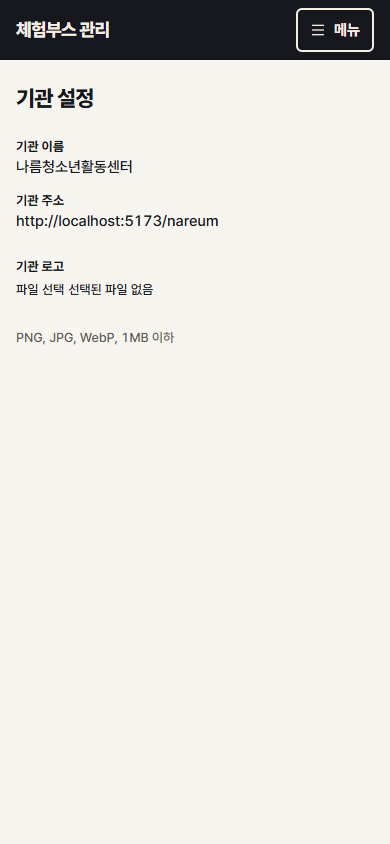 체험부스 관리
메뉴
기관 설정
기관 이름
나름청소년활동센터
기관 주소
http://localhost:5173/nareum
기관 로고
파일 선택 선택된 파일 없음
PNG, JPG, WebP, 1MB 이하